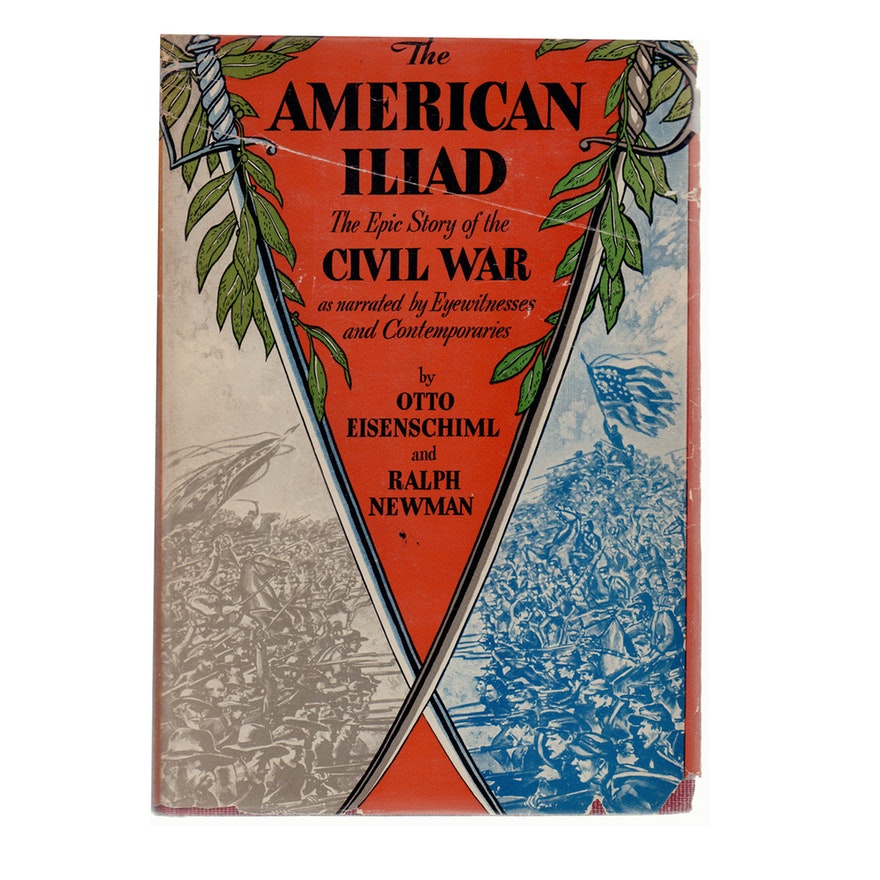 The
AMERICAN
ILIAD
The Epic Story of the
CIVIL WAR
as narrated by Eyewitnesses
and Contemporaries
by
OTTO
EISENSCHIML
and
RALPH
NEWMAN